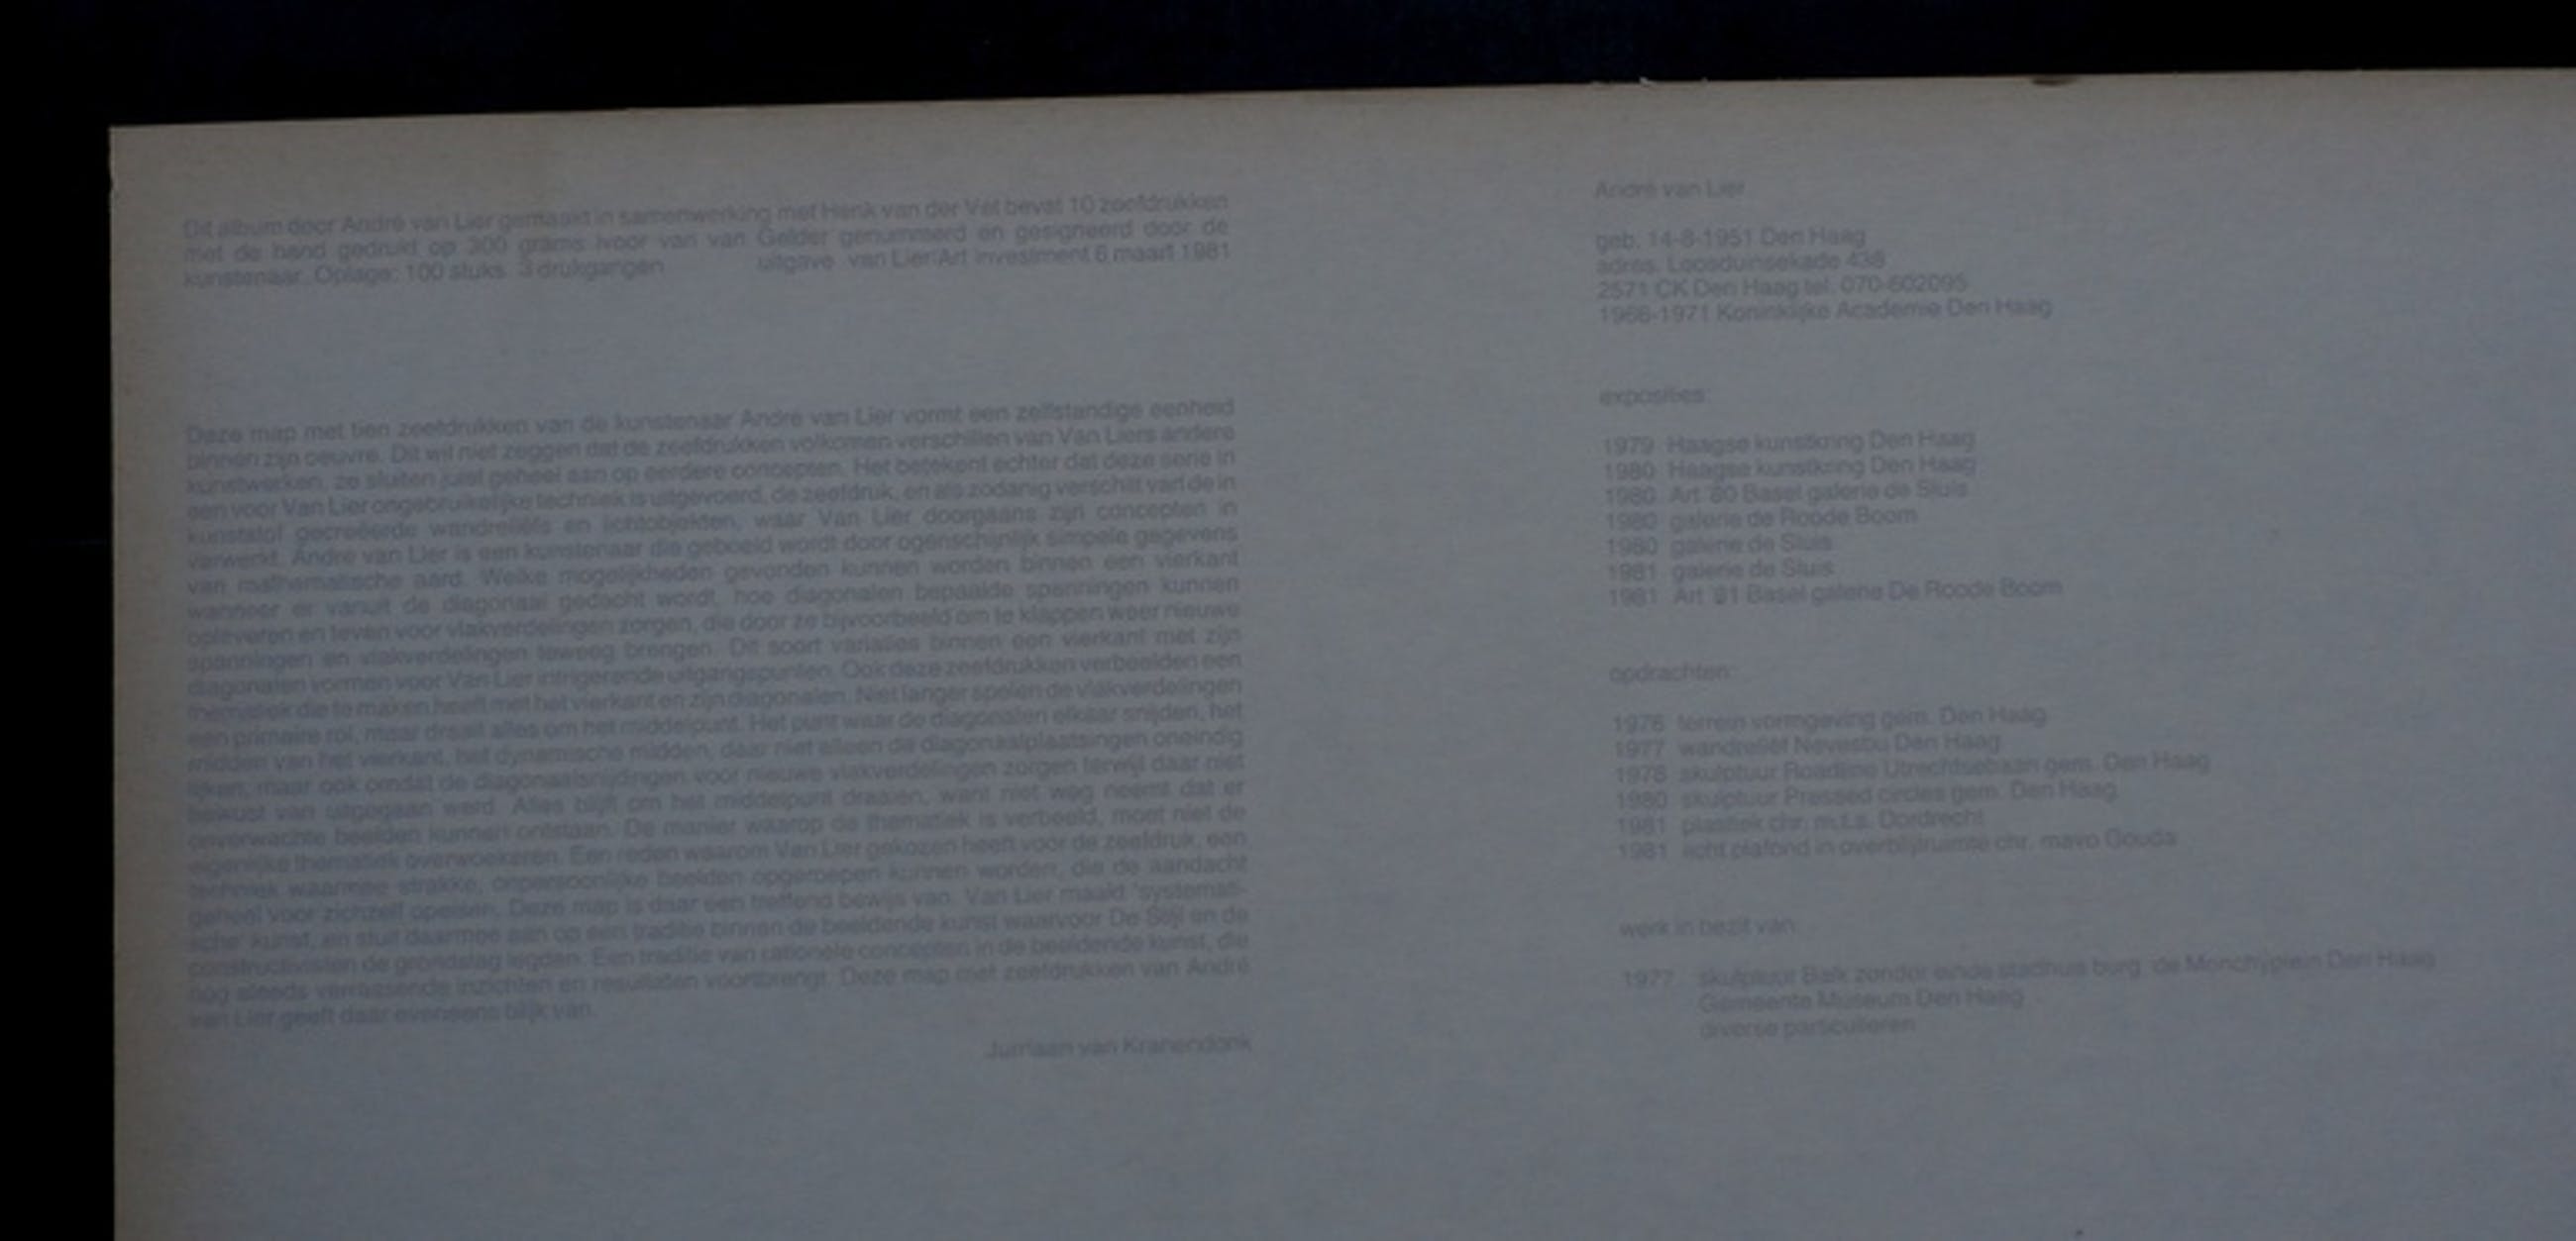 Dit album door André van Lier gemaakt in samenwerking met Henk van der Vet bevat 10 zeefdrukken
met de hand gedrukt op 300 grams ivoor van van Gelder genummerd en gesigneerd door de
kunstenaar. Oplage: 100 stuks 3 drukgangen uitgave van Lier/Art investment 6 maart 1981
Deze map met tien zeefdrukken van de kunstenaar André van Lier vormt een zelfstandige eenheid
binnen zijn oeuvre. Dit wil niet zeggen dat de zeefdrukken volkomen verschillen van Van Liers andere
kunstwerken, ze sluiten juist geheel aan op eerdere concepten. Het betekent echter dat deze serie in
een voor Van Lier ongebruikelijke techniek is uitgevoerd, de zeefdruk, en als zodanig verschilt van de in
kunststof gecreëerde wandreliëfs en lichtobjekten, waar Van Lier doorgaans zijn concepten in
verwerkt. André van Lier is een kunstenaar die geboeid wordt door ogenschijnlijk simpele gegevens
van mathematische aard. Welke mogelijkheden gevonden kunnen worden binnen een vierkant
wanneer er vanuit de diagonaal gedacht wordt, hoe diagonalen bepaalde spanningen kunnen
opleveren en tevens voor vlakverdelingen zorgen, die door ze bijvoorbeeld om te klappen weer nieuwe
spanningen en vlakverdelingen teweeg brengen. Dit soort variaties binnen een vierkant met zijn
diagonalen vormen voor Van Lier intrigerende uitgangspunten. Ook deze zeefdrukken verbeelden een
thematiek die te maken heeft met het vierkant en zijn diagonalen. Niet langer spelen de vlakverdelingen
een primaire rol, maar draait alles om het middelpunt. Het punt waar de diagonalen elkaar snijden, het
midden van het vierkant, het dynamische midden, daar niet alleen de diagonaalplaatsingen oneindig
lijken, maar ook omdat de diagonaalsnijdingen voor nieuwe vlakverdelingen zorgen terwijl daar niet
bewust van uitgegaan werd. Alles blijft om het middelpunt draaien, want niet weg neemt dat er
onverwachte beelden kunnen ontstaan. De manier waarop de thematiek is verbeeld, moet niet de
eigenlijke thematiek overwoekeren. Een reden waarom Van Lier gekozen heeft voor de zeefdruk, een
techniek waarmee strakke, onpersoonlijke beelden opgeroepen kunnen worden, die de aandacht
geheel voor zichzelf opeisen. Deze map is daar een treffend bewijs van. Van Lier maakt 'systemati-
sche' kunst, en sluit daarmee aan op een traditie binnen de beeldende kunst waarvoor De Stijl en de
constructivisten de grondslag legden. Een traditie van rationele concepten in de beeldende kunst, die
nog steeds verrassende inzichten en resultaten voortbrengt. Deze map met zeefdrukken van André
van Lier geeft daar eveneens blijk van.
Jurriaan van Kranendonk
André van Lier
geb. 14-8-1951 Den Haag
adres. Loosduinsekade 438
2571 CK Den Haag tel. 070-602095
1966-1971 Koninklijke Academie Den Haag
exposities:
1979 Haagse kunstkring Den Haag
1980 Haagse kunstkring Den Haag
1980 Art '80 Basel galerie de Sluis
1980 galerie de Roode Boom
1980 galerie de Sluis
1981 galerie de Sluis
1981 Art '81 Basel galerie De Roode Boom
opdrachten:
1976 terrein vormgeving gem. Den Haag
1977 wandreliëf Nevesbu Den Haag
1978 skulptuur Roadline Utrechtsebaan gem. Den Haag
1980 skulptuur Pressed circles gem. Den Haag
1981 plastiek chr. m.t.s. Dordrecht
1981 licht plafond in overblijfruimte chr. mavo Gouda
werk in bezit van:
1977 skulptuur Balk zonder einde stadhuis burg. de Monchyplein Den Haag
Gemeente Museum Den Haag
diverse particulieren